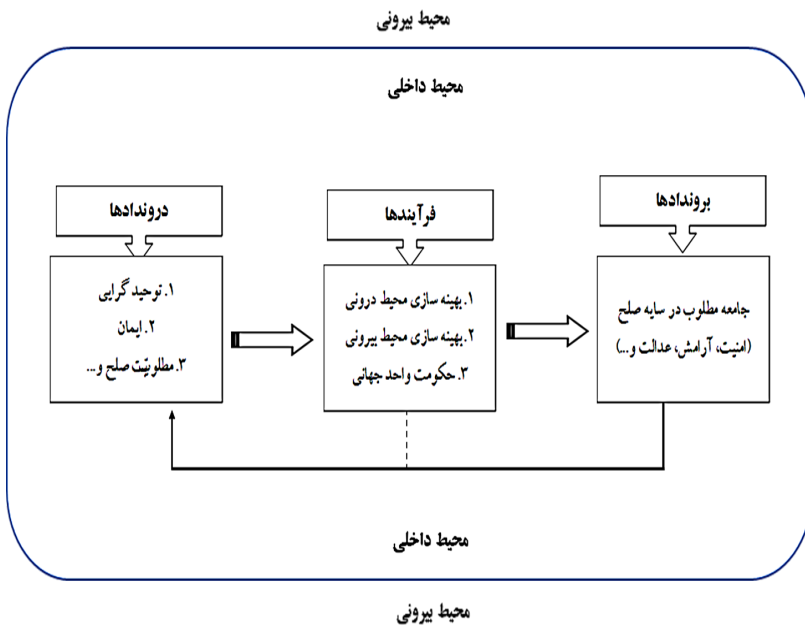 محیط بیرونی
محیط داخلی
دروندادها
فرآیندها
بروندادها
۱. توحید گرایی
۲. ایمان
۳. مطلوبیّت صلح و...
۱. بهینه سازی محیط درونی
۲. بهینه سازی محیط بیرونی
۳. حکومت واحد جهانی
جامعه مطلوب در سایه صلح
(امنیت، آرامش، عدالت و...)
محیط داخلی
محیط بیرونی